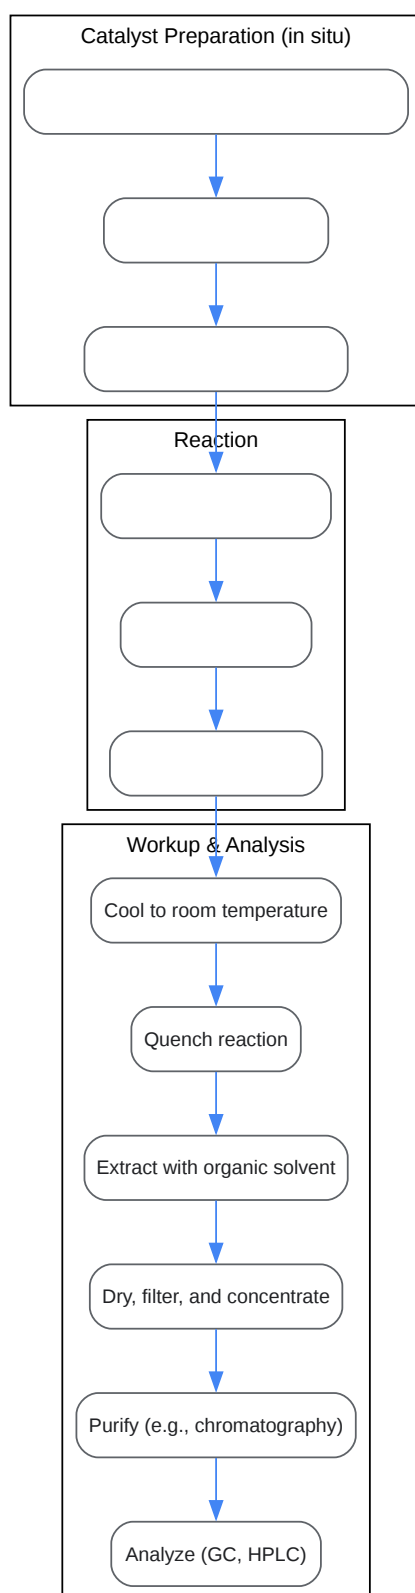 Catalyst Preparation (in situ)
Reaction
Workup & Analysis
Cool to room temperature
Quench reaction
Extract with organic solvent
Dry, filter, and concentrate
Purify (e.g., chromatography)
Analyze (GC, HPLC)